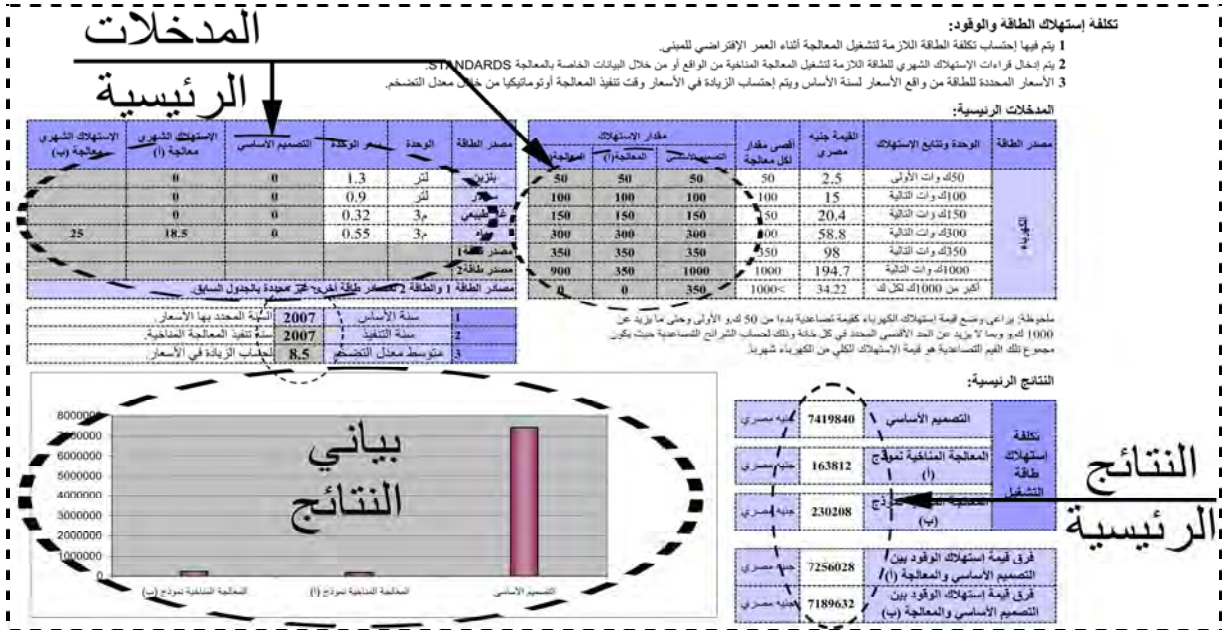 تكلفة إستهلاك الطاقة والوقود:
1 يتم فيها إحتساب تكلفة الطاقة اللازمة لتشغيل المعالجة أثناء العمر الإفتراضي للمبنى.
2 يتم إدخال قراءات الإستهلاك الشهري للطاقة اللازمة لتشغيل المعالجة المناخية من الواقع أو من خلال البيانات الخاصة بالمعالجة STANDARDS.
3 الأسعار المحددة للطاقة من واقع الأسعار لسنة الأساس ويتم إحتساب الزيادة في الأسعار وقت تنفيذ المعالجة أوتوماتيكيا من خلال معدل التضخم.
المدخلات
الرئيسية
المدخلات الرئيسية:
مصدر الطاقة الوحدة ونتابع الإستهلاك القيمة جنيه مصري أقصى مقدار لكل معالجة مقدار الاستهلاك
التصميم الأساسي المعالجة(أ) المعالجة
الكهرباء
50ك وات الأولى 2.5 50 50 50 50
100ك وات التالية 15 100 100 100 100
150ك وات التالية 20.4 150 150 150
300ك وات التالية 58.8 300 300 300
350ك وات التالية 98 350 350 350 350
1000ك وات التالية 194.7 1000 1000 350 900
أكبر من 1000ك لكل ك 34.22 1000< 350 0 0
مصدر الطاقة الوحدة الوحدة التصميم الأساسي الإستهلاك الشهري معالجة (أ) الإستهلاك الشهري معالجة (ب)
بنزين لتر 1.3 0 0
لتر 0.9 0 0
طبيعي م3 0.32 0 0
م3 0.55 0 18.5 25
مصدر طاقة1
مصدر طاقة2
مصادر الطاقة 1 والطاقة 2 لمصادر طاقة أخرى غير محددة بالجدول السابق.
1 سنة الأساس 2007 السنة المحدد بها الأسعار.
2 سنة التنفيذ 2007 سنة تنفيذ المعالجة المناخية.
3 متوسط معدل التضخم 8.5 لحساب الزيادة في الأسعار.
ملحوظة: يراعى وضع قيمة إستهلاك الكهرباء كقيمة تصاعدية بدءا من 50 ك.و الأولى وحتى ما يزيد عن
1000 ك.و وبما لا يزيد عن الحد الأقصى المحدد في كل خانة وذلك لحساب الشرائح التصاعدية حيث يكون
مجموع تلك القيم التصاعدية هو قيمة الإستهلاك الكلي من الكهرباء شهريا.
النتائج الرئيسية:
تكلفة إستهلاك طاقة التشغيل
التصميم الأساسي 7419840 جنيه مصري
المعالجة المناخية نموذج (أ) 163812 جنيه مصري
المعالجة المناخية نموذج (ب) 230208 جنيه مصري
فرق قيمة إستهلاك الوقود بين التصميم الأساسي والمعالجة (أ) 7256028 جنيه مصري
فرق قيمة إستهلاك الوقود بين التصميم الأساسي والمعالجة (ب) 7189632 جنيه مصري
النتائج
الرئيسية
بياني
النتائج
8000000
7000000
6000000
5000000
4000000
3000000
2000000
1000000
0
التصميم الأساسي المعالجة المناخية نموذج (أ) المعالجة المناخية نموذج (ب)